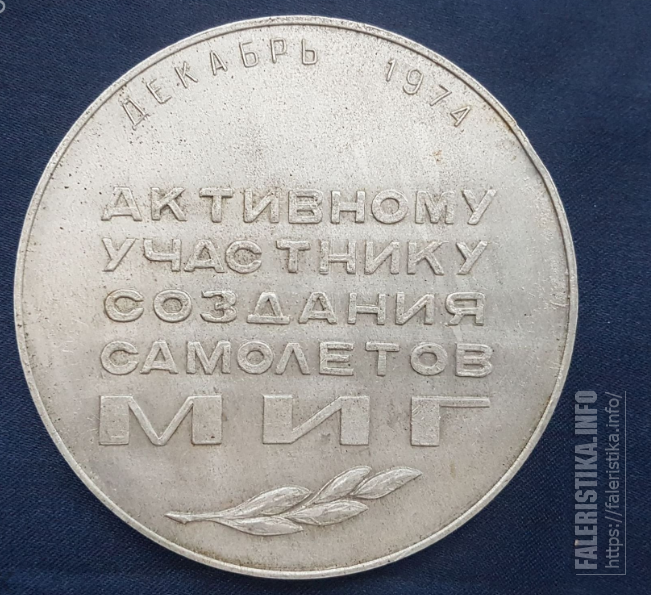 ДЕКАБРЬ 1974
АКТИВНОМУ
УЧАСТНИКУ
СОЗДАНИЯ
САМОЛЕТОВ
МИГ
FALERISTIKA.INFO
https://faleristika.info/